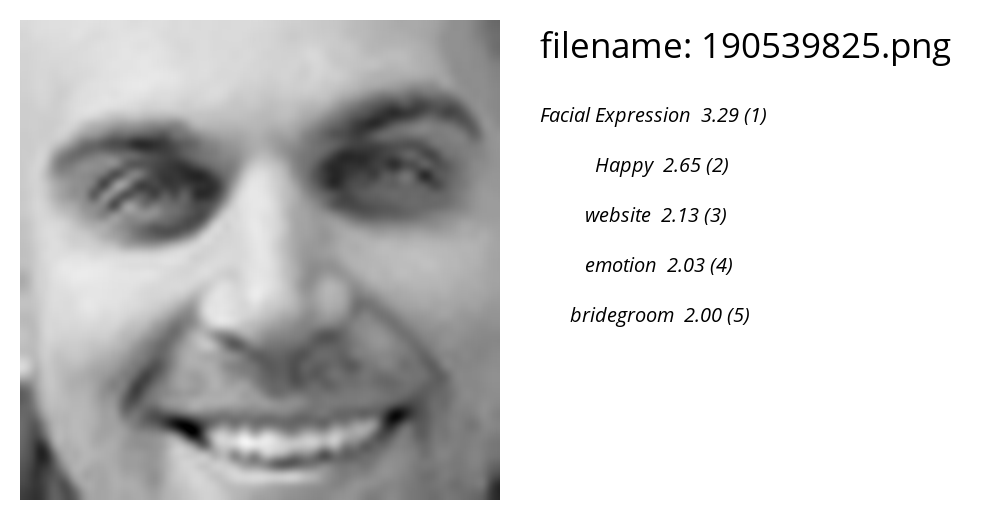 filename: 190539825.png
Facial Expression 3.29 (1)
Happy 2.65 (2)
website 2.13 (3)
emotion 2.03 (4)
bridegroom 2.00 (5)